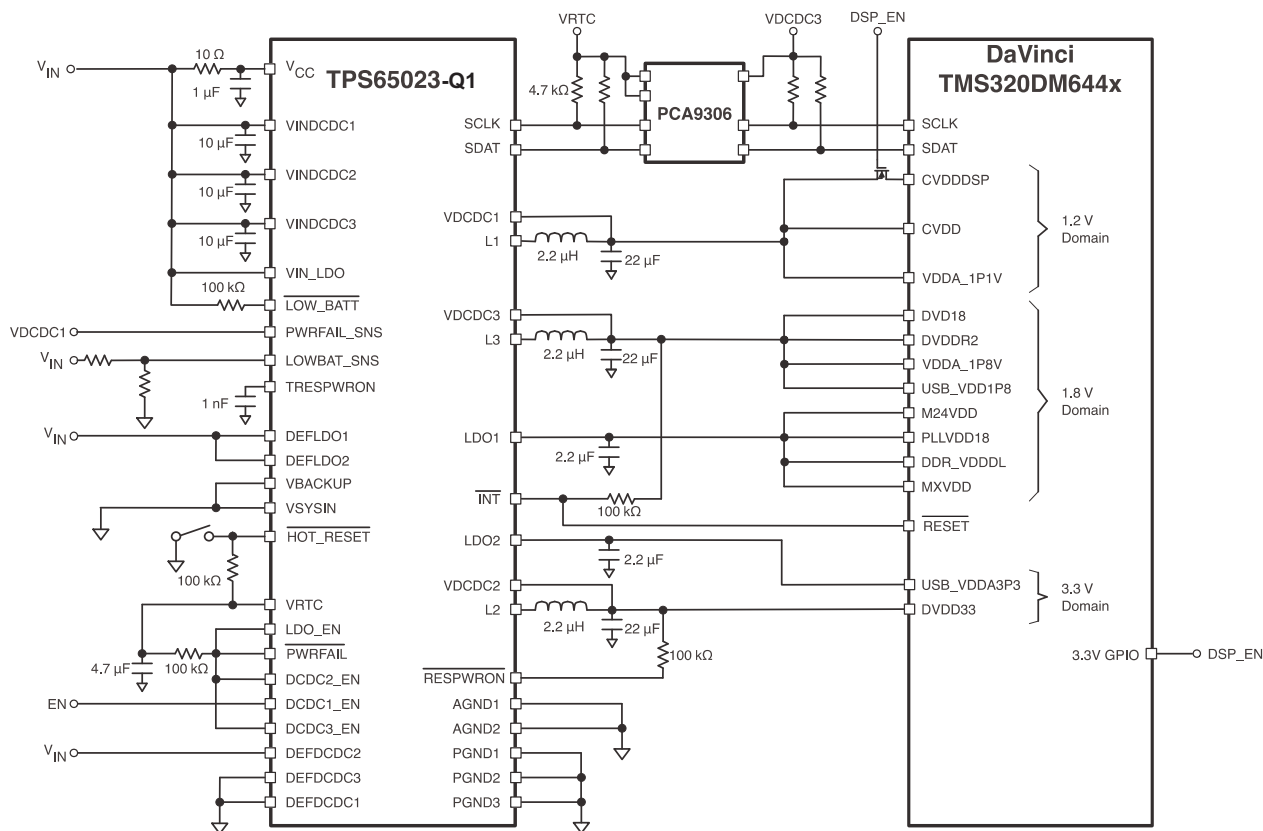 VRTC
VDCDC3
DSP_EN
DaVinci
TMS320DM644x
TPS65023-Q1
PCA9306
4.7 kΩ
VIN
10 Ω
1 µF
VCC
VINDCDC1
10 µF
VINDCDC2
10 µF
VINDCDC3
10 µF
VIN_LDO
100 kΩ
LOW_BATT
VDCDC1
PWRFAIL_SNS
VIN
LOWBAT_SNS
TRESPWRON
1 nF
VIN
DEFLDO1
DEFLDO2
VBACKUP
VSYSIN
HOT_RESET
100 kΩ
VRTC
LDO_EN
PWRFAIL
4.7 µF
100 kΩ
DCDC2_EN
EN
DCDC1_EN
DCDC3_EN
VIN
DEFDCDC2
DEFDCDC3
DEFDCDC1
SCLK
SDAT
VDCDC1
L1
2.2 µH
22 µF
VDCDC3
L3
2.2 µH
22 µF
LDO1
2.2 µF
INT
100 kΩ
LDO2
2.2 µF
VDCDC2
L2
2.2 µH
22 µF
100 kΩ
RESPWRON
AGND1
AGND2
PGND1
PGND2
PGND3
SCLK
SDAT
CVDDDSP
CVDD
VDDA_1P1V
1.2 V
Domain
DVD18
DVDDR2
VDDA_1P8V
USB_VDD1P8
M24VDD
PLLVDD18
DDR_VDDDL
MXVDD
1.8 V
Domain
RESET
USB_VDDA3P3
DVDD33
3.3 V
Domain
3.3V GPIO
DSP_EN